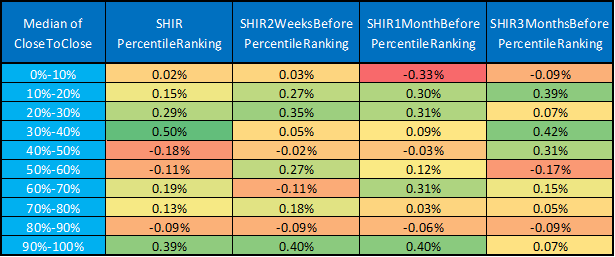 Median of CloseToClose SHIR PercentileRanking SHIR2WeeksBefore PercentileRanking SHIR1MonthBefore PercentileRanking SHIR3MonthsBefore PercentileRanking
0%-10% 0.02% 0.03% -0.33% -0.09%
10%-20% 0.15% 0.27% 0.30% 0.39%
20%-30% 0.29% 0.35% 0.31% 0.07%
30%-40% 0.50% 0.05% 0.09% 0.42%
40%-50% -0.18% -0.02% -0.03% 0.31%
50%-60% -0.11% 0.27% 0.12% -0.17%
60%-70% 0.19% -0.11% 0.31% 0.15%
70%-80% 0.13% 0.18% 0.03% 0.05%
80%-90% -0.09% -0.09% -0.06% -0.09%
90%-100% 0.39% 0.40% 0.40% 0.07%